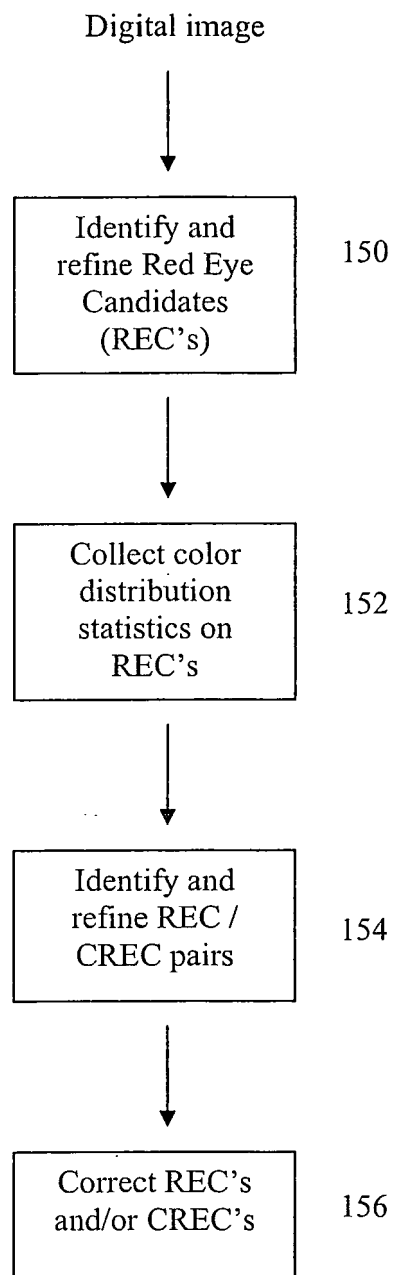 Digital image
Identify and
refine Red Eye
Candidates
(REC's)
150
Collect color
distribution
statistics on
REC's
152
Identify and
refine REC /
CREC pairs
154
Correct REC's
and/or CREC's
156